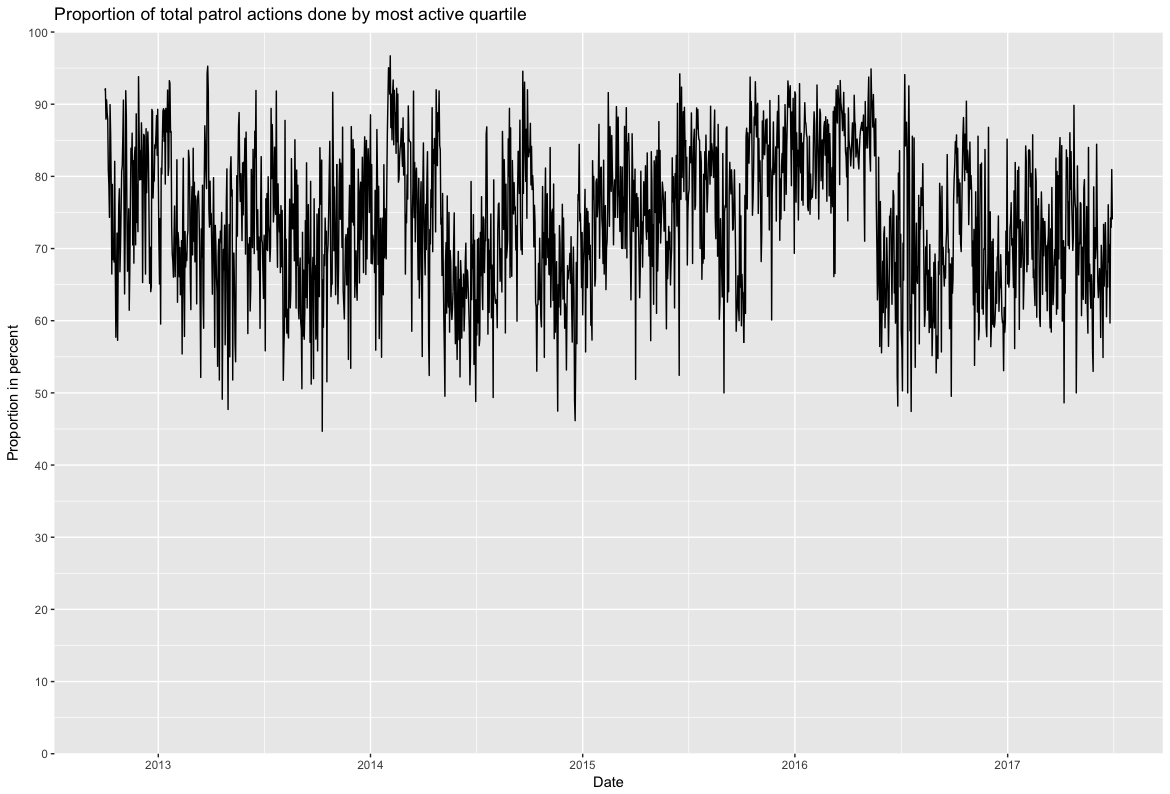 Proportion of total patrol actions done by most active quartile
100
90
80
70
60
50
40
30
20
10
0
Proportion in percent
2013 2014 2015 2016 2017
Date